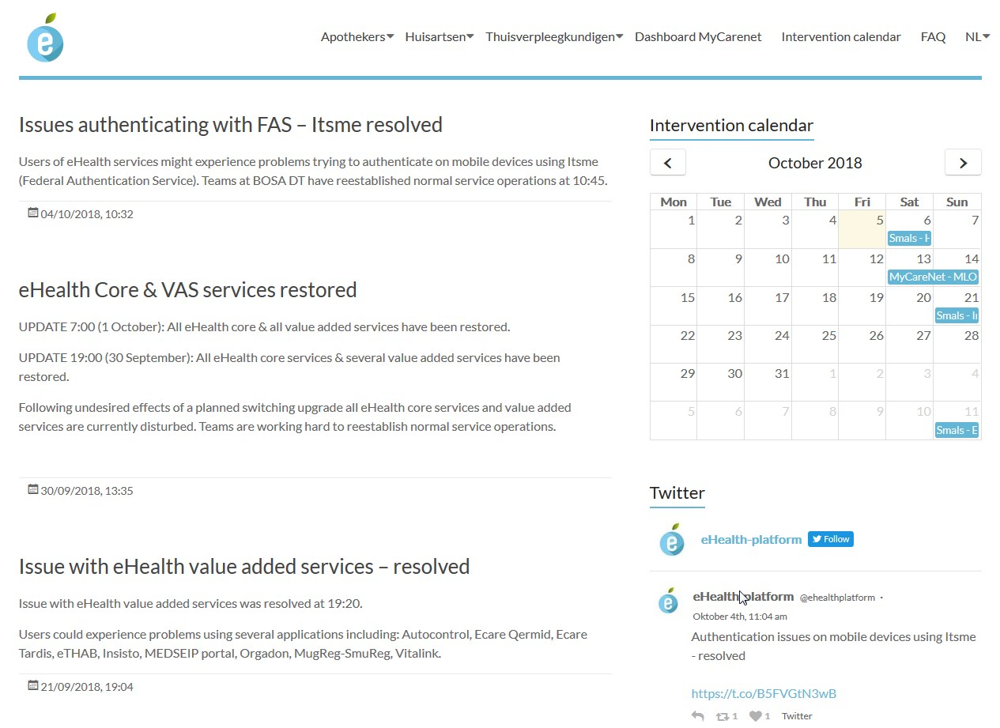 e
Apothekers Huisartsen Thuisverpleegkundigen Dashboard MyCarenet Intervention calendar FAQ NL
Issues authenticating with FAS – Itsme resolved
Users of eHealth services might experience problems trying to authenticate on mobile devices using Itsme
(Federal Authentication Service). Teams at BOSA DT have reestablished normal service operations at 10:45.
04/10/2018, 10:32
eHealth Core & VAS services restored
UPDATE 7:00 (1 October): All eHealth core & all value added services have been restored.
UPDATE 19:00 (30 September): All eHealth core services & several value added services have been
restored.
Following undesired effects of a planned switching upgrade all eHealth core services and value added
services are currently disturbed. Teams are working hard to reestablish normal service operations.
30/09/2018, 13:35
Issue with eHealth value added services – resolved
Issue with eHealth value added services was resolved at 19:20.
Users could experience problems using several applications including: Autocontrol, Ecare Qermid, Ecare
Tardis, eTHAB, Insisto, MEDSEIP portal, Orgadon, MugReg-SmuReg, Vitalink.
21/09/2018, 19:04
Intervention calendar
October 2018
Mon Tue Wed Thu Fri Sat Sun
1 2 3 4 5 6 7
Smals -
8 9 10 11 12 13 14
MyCareNet - MLO
15 16 17 18 19 20 21
Smals -
22 23 24 25 26 27 28
29 30 31 1 2 3 4
5 6 7 8 9 10 11
Smals - E
Twitter
e
eHealth-platform Follow
e
eHealth-platform @ehealthplatform ·
Oktober 4th, 11:04 am
Authentication issues on mobile devices using Itsme
- resolved
https://t.co/B5FVGtN3wB
1 1 Twitter